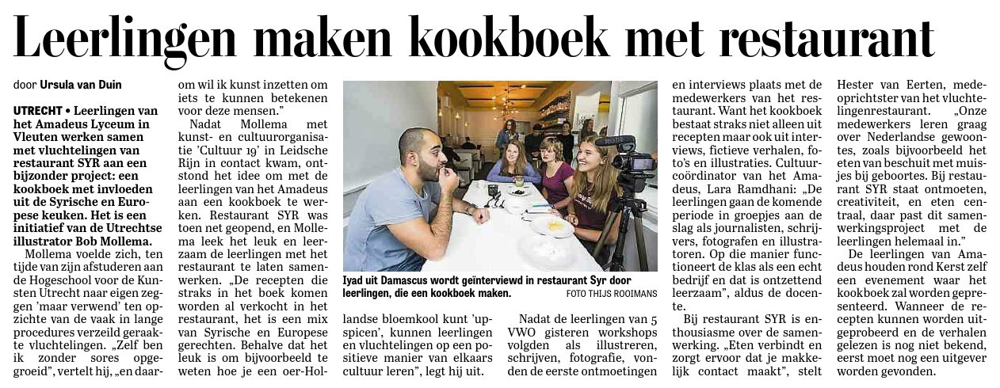 Leerlingen maken kookboek met restaurant
door Ursula van Duin
UTRECHT • Leerlingen van
het Amadeus Lyceum in
Vleuten werken samen
met vluchtelingen van
restaurant SYR aan een
bijzonder project: een
kookboek met invloeden
uit de Syrische en Euro-
pese keuken. Het is een
initiatief van de Utrechtse
illustrator Bob Mollema.
Mollema voelde zich, ten
tijde van zijn afstuderen aan
de Hogeschool voor de Kun-
sten Utrecht naar eigen zeg-
gen 'maar verwend' ten op-
zichte van de vaak in lange
procedures verzeild geraak-
te vluchtelingen. „Zelf ben
ik zonder sores opge-
groeid”, vertelt hij, „en daar-
om wil ik kunst inzetten om
iets te kunnen betekenen
voor deze mensen.”
Nadat Mollema met
kunst- en cultuurorganisa-
tie 'Cultuur 19' in Leidsche
Rijn in contact kwam, ont-
stond het idee om met de
leerlingen van het Amadeus
aan een kookboek te wer-
ken. Restaurant SYR was
toen net geopend, en Molle-
ma leek het leuk en leer-
zaam de leerlingen met het
restaurant te laten samen-
werken. „De recepten die
straks in het boek komen
worden al verkocht in het
restaurant, het is een mix
van Syrische en Europese
gerechten. Behalve dat het
leuk is om bijvoorbeeld te
weten hoe je een oer-Hol-
Iyad uit Damascus wordt geïnterviewd in restaurant Syr door
leerlingen, die een kookboek maken.
FOTO THIJS ROOIMANS
landse bloemkool kunt 'up-
spicen', kunnen leerlingen
en vluchtelingen op een po-
sitieve manier van elkaars
cultuur leren”, legt hij uit.
Nadat de leerlingen van 5
VWO gisteren workshops
volgden als illustreren,
schrijven, fotografie, von-
den de eerste ontmoetingen
en interviews plaats met de
medewerkers van het res-
taurant. Want het kookboek
bestaat straks niet alleen uit
recepten maar ook uit inter-
views, fictieve verhalen, fo-
to's en illustraties. Cultuur-
coördinator van het Ama-
deus, Lara Ramdhani: „De
leerlingen gaan de komende
periode in groepjes aan de
slag als journalisten, schrij-
vers, fotografen en illustra-
toren. Op die manier func-
tioneert de klas als een echt
bedrijf en dat is ontzettend
leerzaam”, aldus de docen-
te.
Bij restaurant SYR is en-
thousiasme over de samen-
werking. „Eten verbindt en
zorgt ervoor dat je makke-
lijk contact maakt”, stelt
Hester van Eerten, mede-
oprichtster van het vluchte-
lingenrestaurant. „Onze
medewerkers leren graag
over Nederlandse gewoon-
tes, zoals bijvoorbeeld het
eten van beschuit met muis-
jes bij geboortes. Bij restau-
rant SYR staat ontmoeten,
creativiteit, en eten cen-
traal, daar past dit samen-
werkingsproject met de
leerlingen helemaal in.”
De leerlingen van Ama-
deus houden rond Kerst zelf
een evenement waar het
kookboek zal worden gepre-
senteerd. Wanneer de re-
cepten kunnen worden uit-
geprobeerd en de verhalen
gelezen is nog niet bekend,
eerst moet nog een uitgever
worden gevonden.